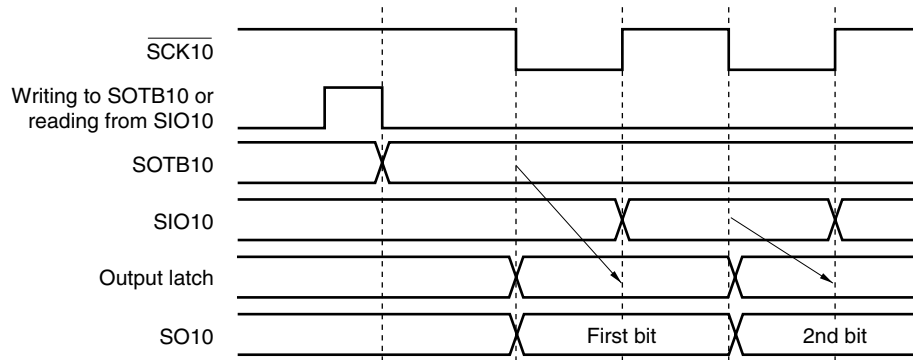 SCK10
Writing to SOTB10 or
reading from SIO10
SOTB10
SIO10
Output latch
SO10
First bit
2nd bit